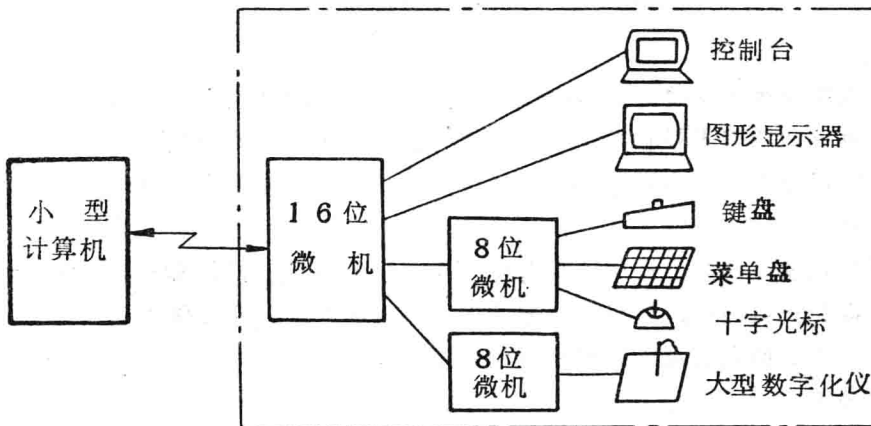 小型
计算机
16位
微机
8位
微机
8位
微机
控制台
图形显示器
键盘
菜单盘
十字光标
大型数字化仪